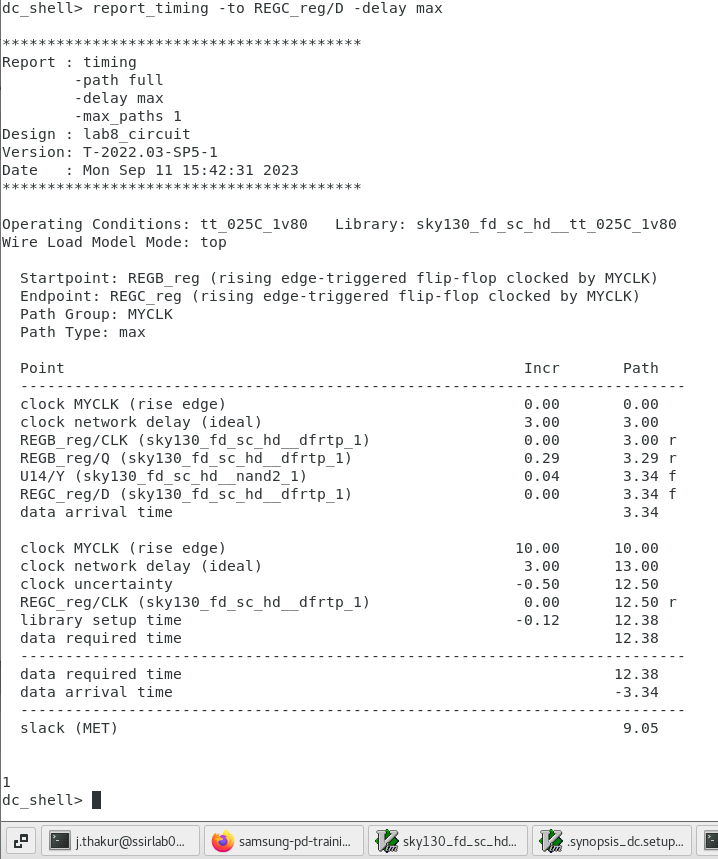 dc_shell> report_timing -to REGC_reg/D -delay max
****************************************
Report : timing
        -path full
        -delay max
        -max_paths 1
Design : lab8_circuit
Version: T-2022.03-SP5-1
Date   : Mon Sep 11 15:42:31 2023
****************************************
Operating Conditions: tt_025C_1v80   Library: sky130_fd_sc_hd__tt_025C_1v80
Wire Load Model Mode: top
  Startpoint: REGB_reg (rising edge-triggered flip-flop clocked by MYCLK)
  Endpoint: REGC_reg (rising edge-triggered flip-flop clocked by MYCLK)
  Path Group: MYCLK
  Path Type: max
  Point                                                   Incr       Path
  --------------------------------------------------------------------------
  clock MYCLK (rise edge)                                 0.00       0.00
  clock network delay (ideal)                             3.00       3.00
  REGB_reg/CLK (sky130_fd_sc_hd__dfrtp_1)                 0.00       3.00 r
  REGB_reg/Q (sky130_fd_sc_hd__dfrtp_1)                   0.29       3.29 r
  U14/Y (sky130_fd_sc_hd__nand2_1)                        0.04       3.34 f
  REGC_reg/D (sky130_fd_sc_hd__dfrtp_1)                   0.00       3.34 f
  data arrival time                                                  3.34
  clock MYCLK (rise edge)                                10.00      10.00
  clock network delay (ideal)                             3.00      13.00
  clock uncertainty                                      -0.50      12.50
  REGC_reg/CLK (sky130_fd_sc_hd__dfrtp_1)                 0.00      12.50 r
  library setup time                                     -0.12      12.38
  data required time                                                12.38
  --------------------------------------------------------------------------
  data required time                                                12.38
  data arrival time                                                 -3.34
  --------------------------------------------------------------------------
  slack (MET)                                                        9.05
1
dc_shell>
j.thakur@ssirlab0... samsung-pd-traini... sky130_fd_sc_hd... .synopsis_dc.setup...